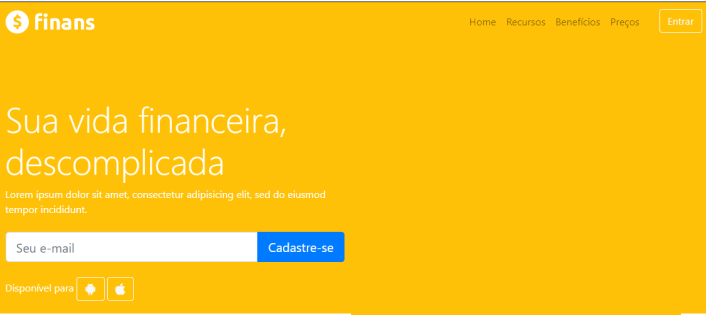 $ finans
Home Recursos Benefícios Preços Entrar
Sua vida financeira,
descomplicada
Lorem ipsum dolor sit amet, consectetur adipisicing elit, sed do eiusmod
tempor incididunt.
Seu e-mail Cadastre-se
Disponível para